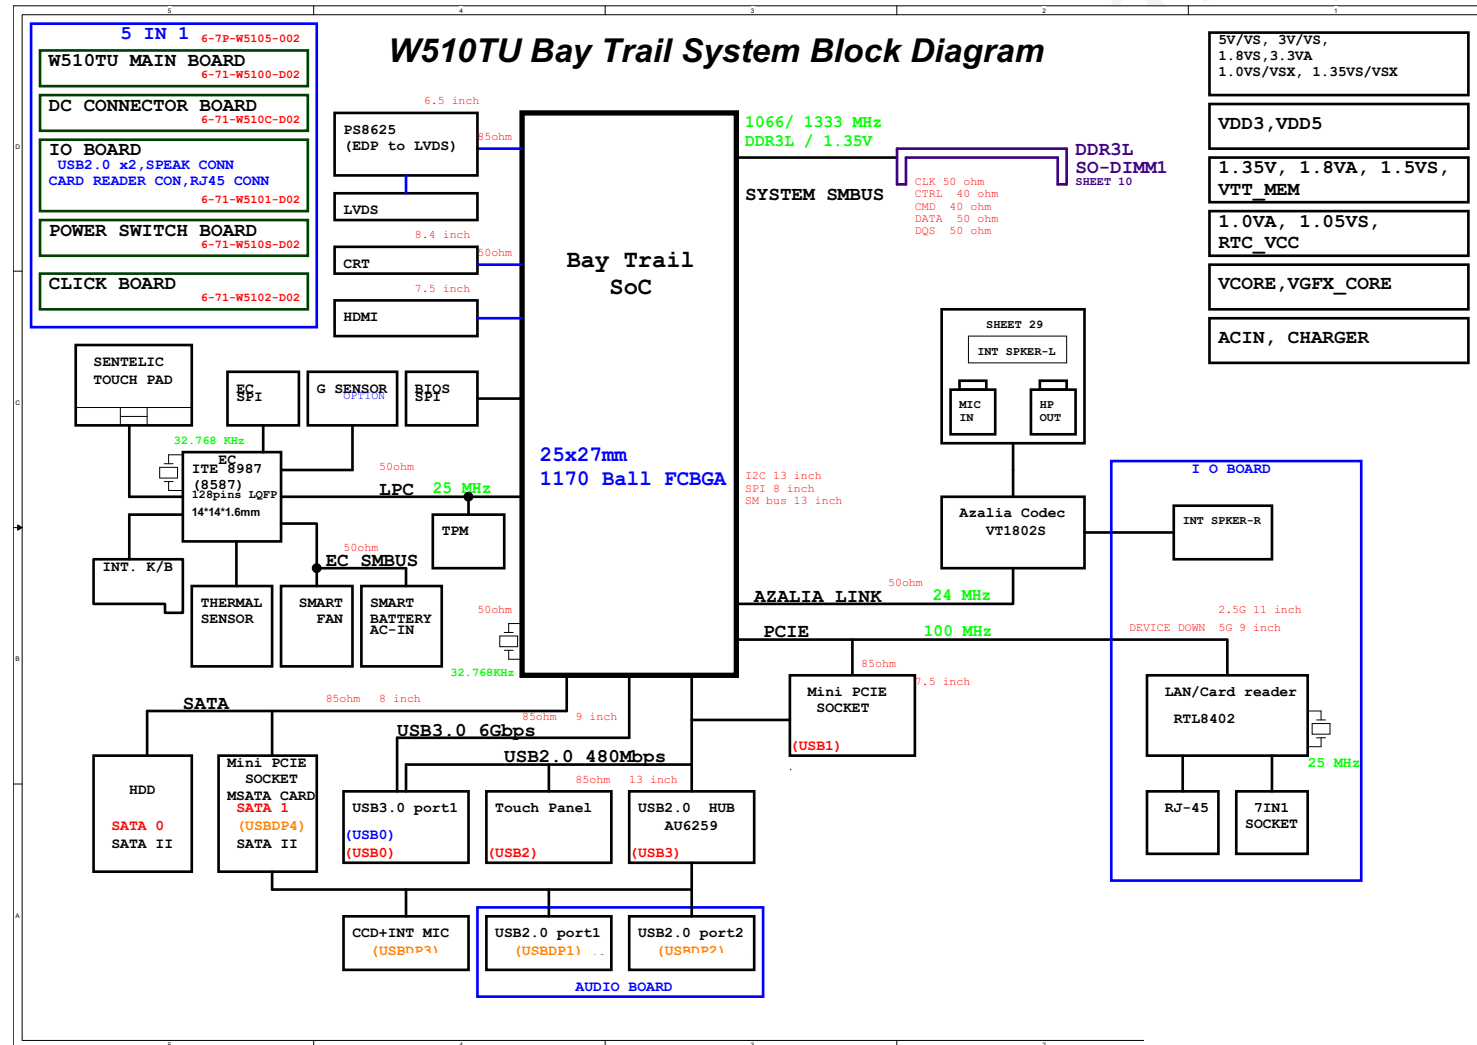 W510TU Bay Trail System Block Diagram
5 IN 1 6-7P-W5105-002
W510TU MAIN BOARD
6-71-W5100-D02
DC CONNECTOR BOARD
6-71-W510C-D02
IO BOARD
USB2.0 x2,SPEAK CONN
CARD READER CON,RJ45 CONN
6-71-W5101-D02
POWER SWITCH BOARD
6-71-W510S-D02
CLICK BOARD
6-71-W5102-D02
5V/VS, 3V/VS,
1.8VS,3.3VA
1.0VS/VSX, 1.35VS/VSX
VDD3,VDD5
1.35V, 1.8VA, 1.5VS,
VTT_MEM
1.0VA, 1.05VS,
RTC_VCC
VCORE,VGFX_CORE
ACIN, CHARGER
6.5 inch
PS8625
(EDP to LVDS)
85ohm
LVDS
8.4 inch
CRT
50ohm
7.5 inch
HDMI
Bay Trail
SoC
25x27mm
1170 Ball FCBGA
1066/ 1333 MHz
DDR3L / 1.35V
SYSTEM SMBUS
DDR3L
SO-DIMM1
SHEET 10
CLK 50 ohm
CTRL 40 ohm
CMD 40 ohm
DATA 50 ohm
DQS 50 ohm
SENTELIC
TOUCH PAD
EC
SPI
G SENSOR
OPTION
BIOS
SPI
32.768 KHz
EC
ITE 8987
(8587)
128pins LQFP
14*14*1.6mm
50ohm
LPC 25 MHz
TPM
50ohm
EC SMBUS
INT. K/B
THERMAL
SENSOR
SMART
FAN
SMART
BATTERY
AC-IN
50ohm
32.768KHz
I2C 13 inch
SPI 8 inch
SM bus 13 inch
SHEET 29
INT SPKER-L
MIC
IN
HP
OUT
Azalia Codec
VT1802S
I O BOARD
INT SPKER-R
50ohm
AZALIA LINK 24 MHz
PCIE 100 MHz
2.5G 11 inch
DEVICE DOWN 5G 9 inch
85ohm
7.5 inch
Mini PCIE
SOCKET
(USB1)
LAN/Card reader
RTL8402
25 MHz
RJ-45
7IN1
SOCKET
SATA
85ohm 8 inch
85ohm 9 inch
USB3.0 6Gbps
USB2.0 480Mbps
85ohm 13 inch
HDD
SATA 0
SATA II
Mini PCIE
SOCKET
MSATA CARD
SATA 1
(USBDP4)
SATA II
USB3.0 port1
(USB0)
(USB0)
Touch Panel
(USB2)
USB2.0 HUB
AU6259
(USB3)
CCD+INT MIC
(USBDP3)
USB2.0 port1
(USBDP1)
USB2.0 port2
(USBDP2)
AUDIO BOARD
5
4
3
2
1
D
C
B
A
5
4
3
2